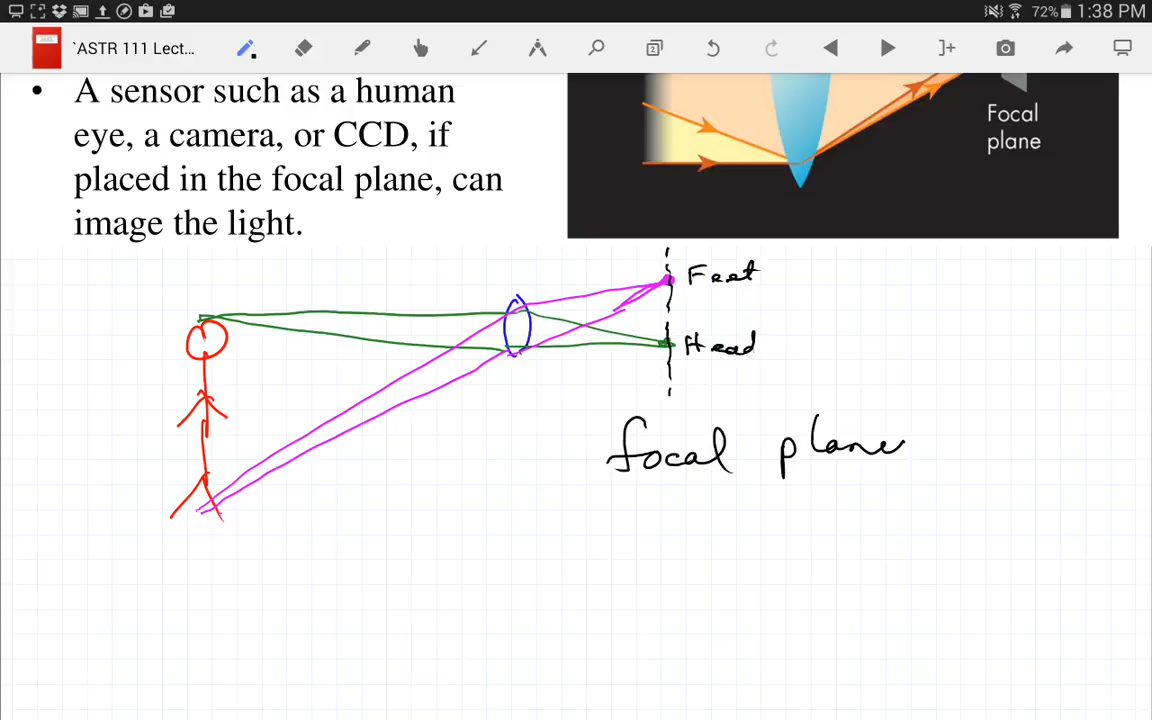 72% 1:38 PM
`ASTR 111 Lect...
2
• A sensor such as a human
eye, a camera, or CCD, if
placed in the focal plane, can
image the light.
Focal
plane
Feet
Head
focal plane